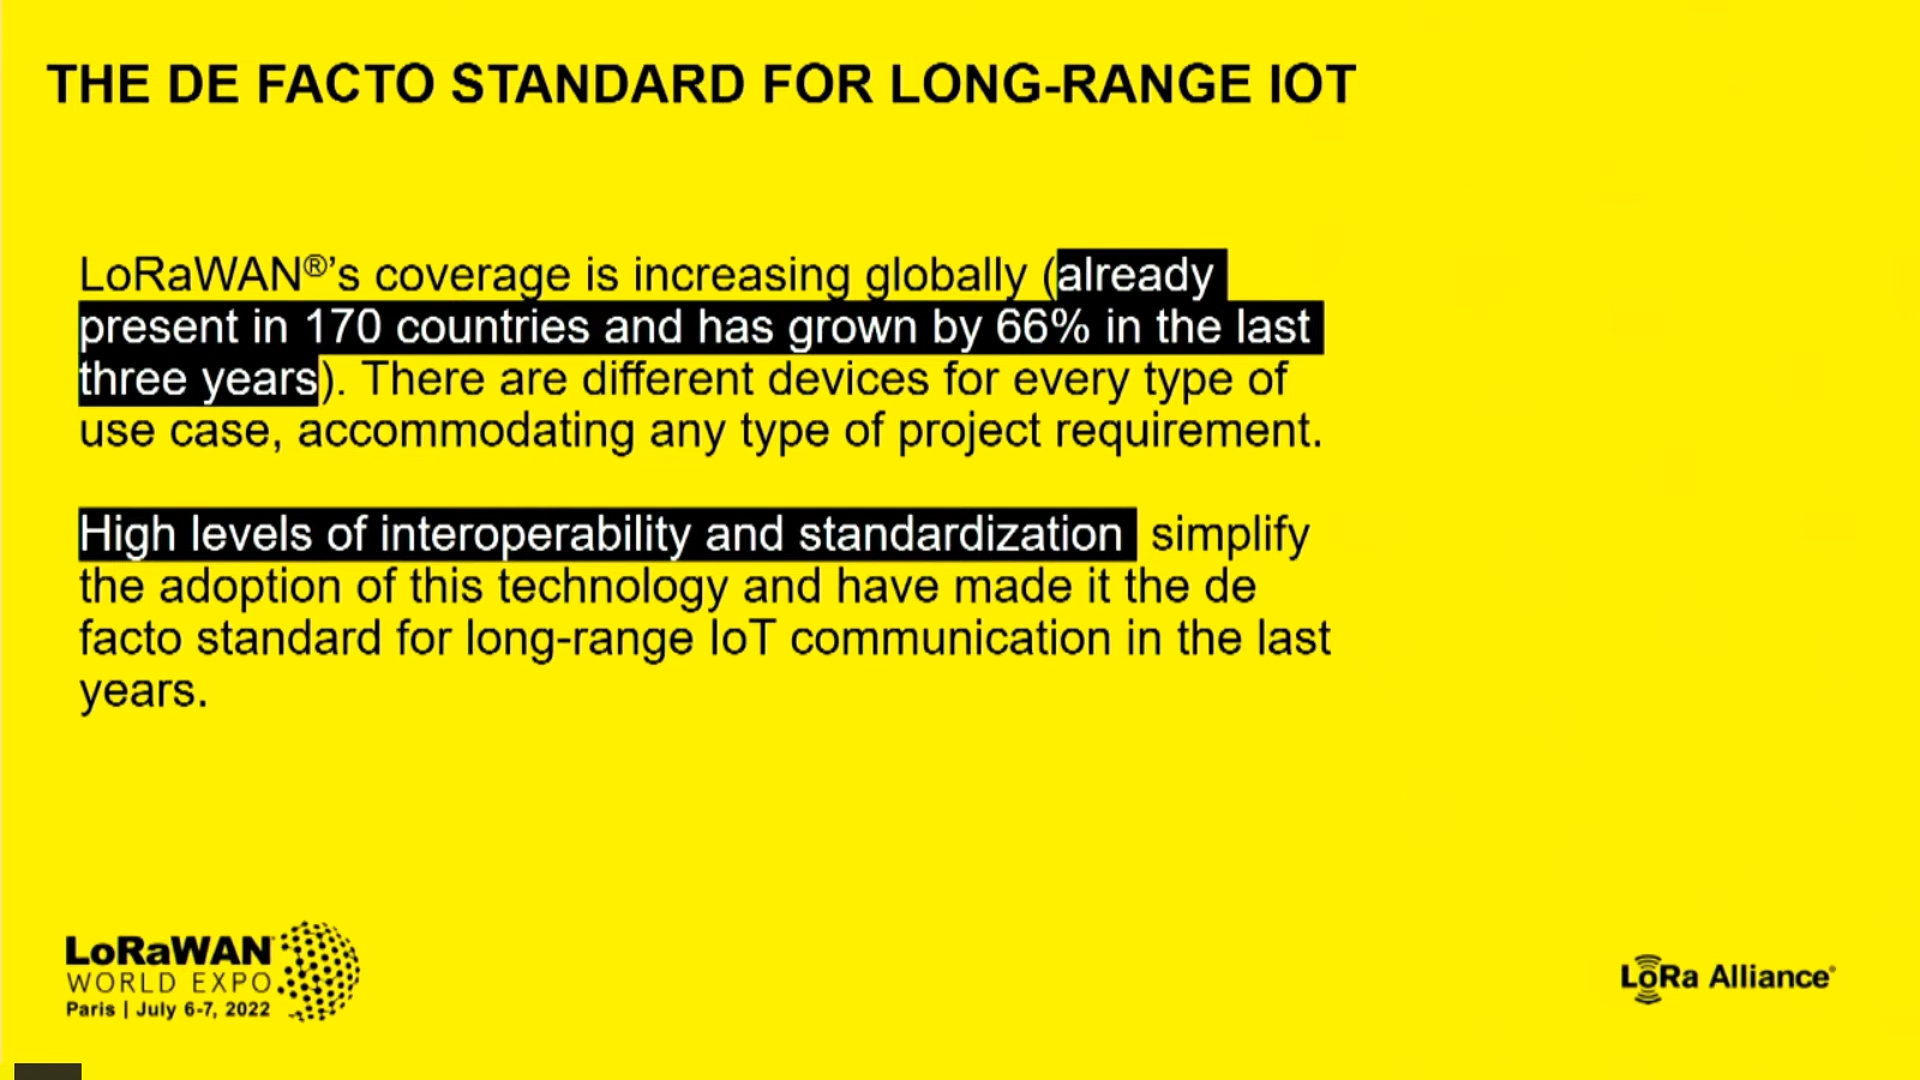 THE DE FACTO STANDARD FOR LONG-RANGE IOT
LoRaWAN®’s coverage is increasing globally (already
present in 170 countries and has grown by 66% in the last
three years). There are different devices for every type of
use case, accommodating any type of project requirement.
High levels of interoperability and standardization simplify
the adoption of this technology and have made it the de
facto standard for long-range IoT communication in the last
years.
LoRaWAN
WORLD EXPO
Paris | July 6-7, 2022
LoRa Alliance®